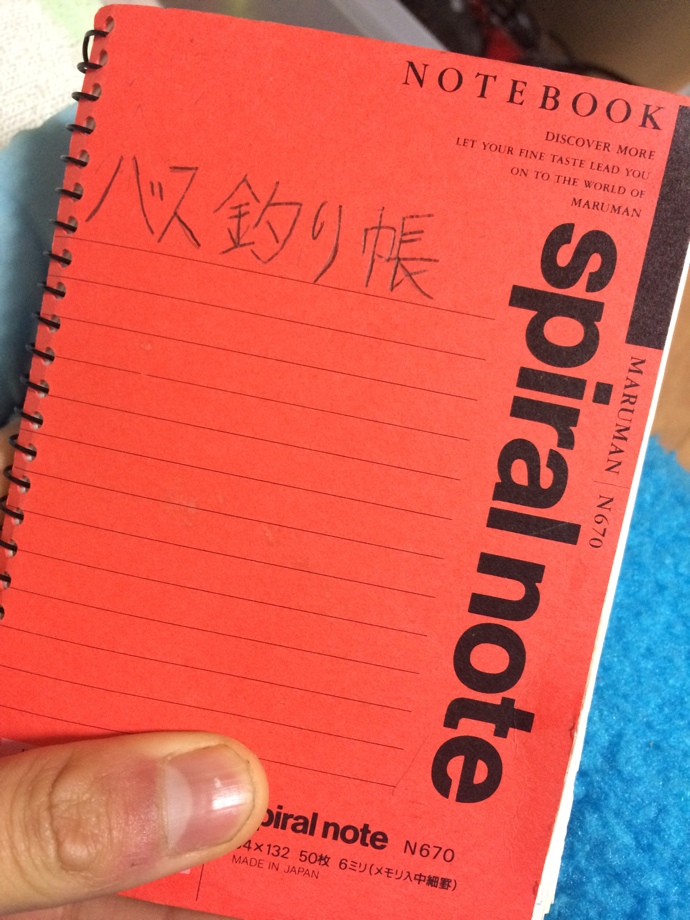 NOTEBOOK
DISCOVER MORE
LET YOUR FINE TASTE LEAD YOU
ON TO THE WORLD OF
MARUMAN
バス釣り帳
spiral note
MARUMAN | N670
piral note N670
4×132 50枚 6ミリ(メモリ入中細罫)
MADE IN JAPAN